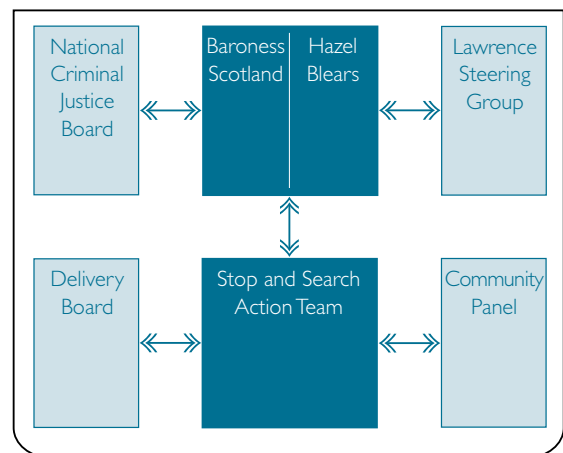 National
Criminal
Justice
Board
Baroness
Scotland
Hazel
Blears
Lawrence
Steering
Group
Delivery
Board
Stop and Search
Action Team
Community
Panel